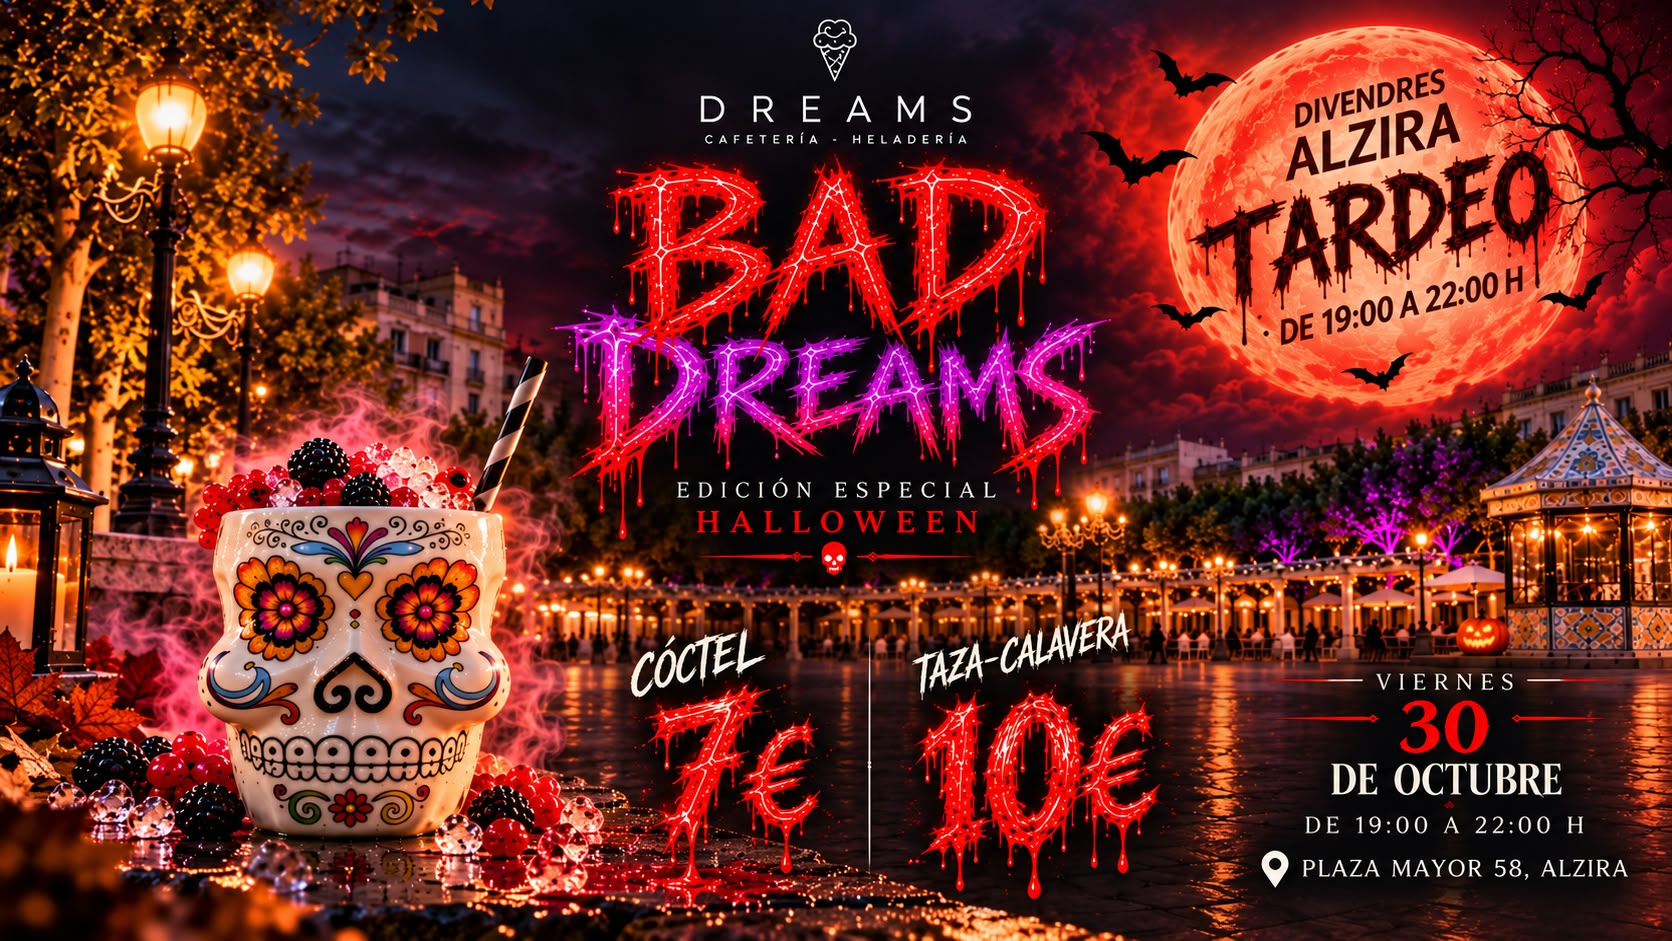 DREAMS
CAFETERÍA - HELADERÍA
BAD
DREAMS
EDICIÓN ESPECIAL
HALLOWEEN
DIVENDRES
ALZIRA
TARDEO
DE 19:00 A 22:00 H
CÓCTEL
7€
TAZA-CALAVERA
10€
VIERNES
30
DE OCTUBRE
DE 19:00 A 22:00 H
PLAZA MAYOR 58, ALZIRA